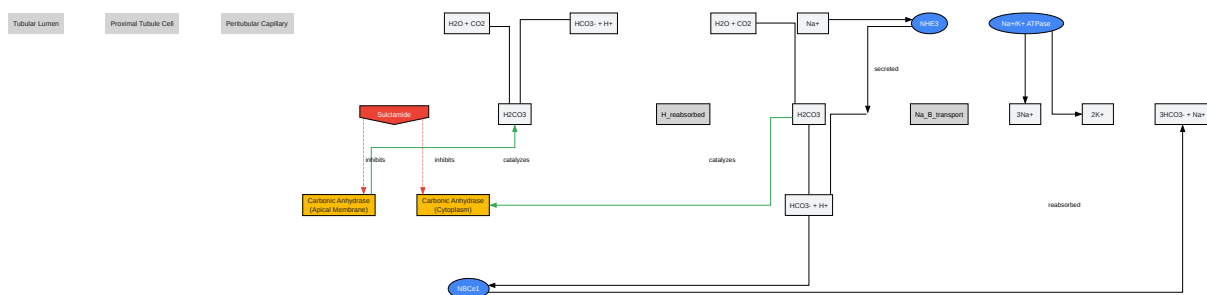 Tubular Lumen
Proximal Tubule Cell
Peritubular Capillary
H2O + CO2
HCO3- + H+
H2O + CO2
Na+
NHE3
Na+/K+ ATPase
secreted
Sulclamide
H2CO3
H_reabsorbed
H2CO3
Na_B_transport
3Na+
2K+
3HCO3- + Na+
inhibits
inhibits
catalyzes
catalyzes
Carbonic Anhydrase
(Apical Membrane)
Carbonic Anhydrase
(Cytoplasm)
HCO3- + H+
reabsorbed
NBCe1